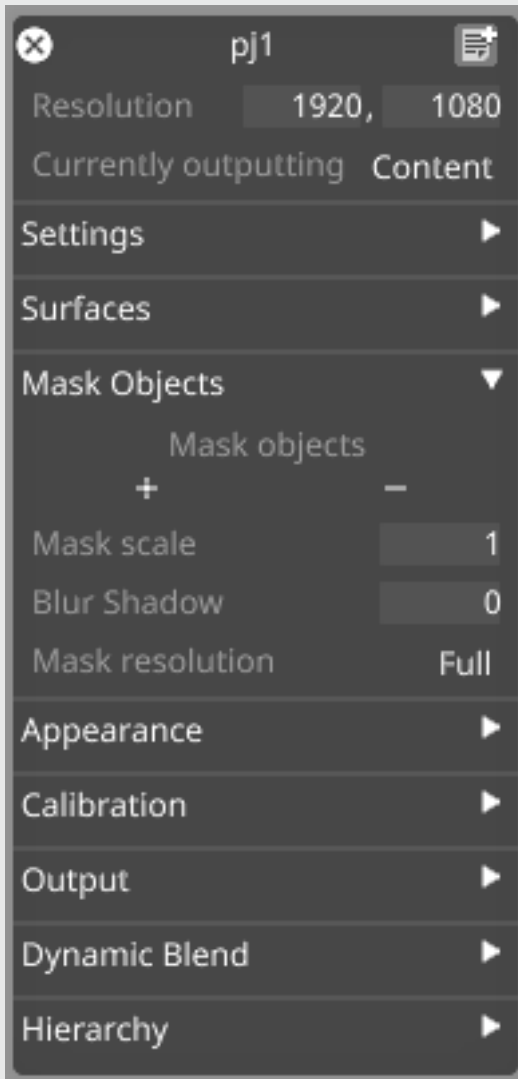 pj1
Resolution 1920, 1080
Currently outputting Content
Settings
Surfaces
Mask Objects
Mask objects
+ −
Mask scale 1
Blur Shadow 0
Mask resolution Full
Appearance
Calibration
Output
Dynamic Blend
Hierarchy